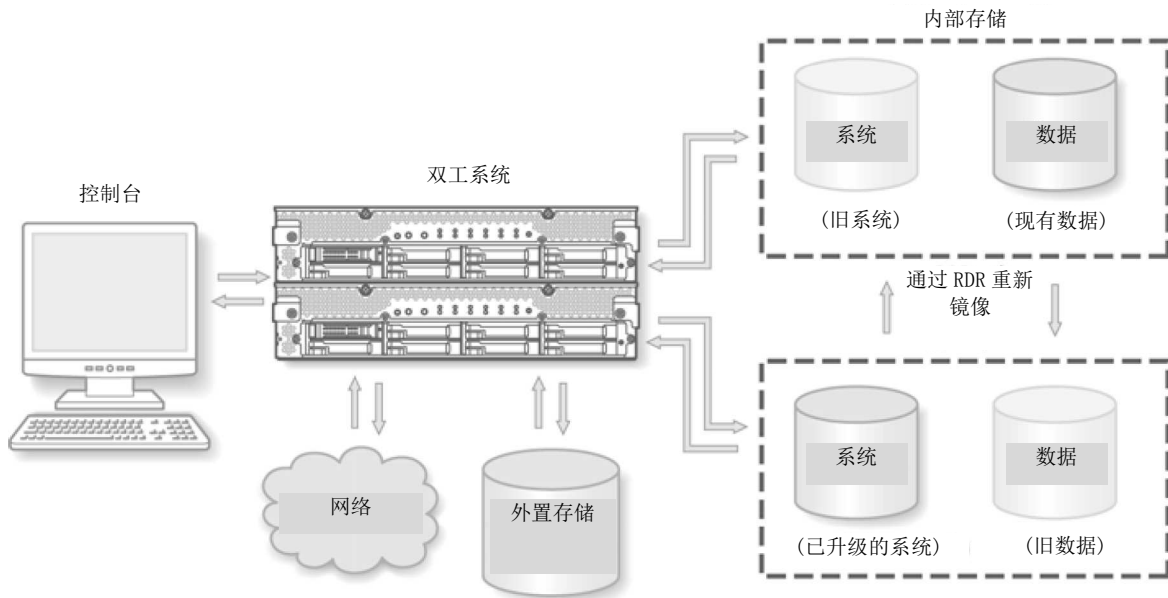 内部存储
系统
数据
(旧系统)
(现有数据)
双工系统
控制台
通过 RDR 重新
镜像
系统
数据
(已升级的系统)
(旧数据)
网络
外置存储